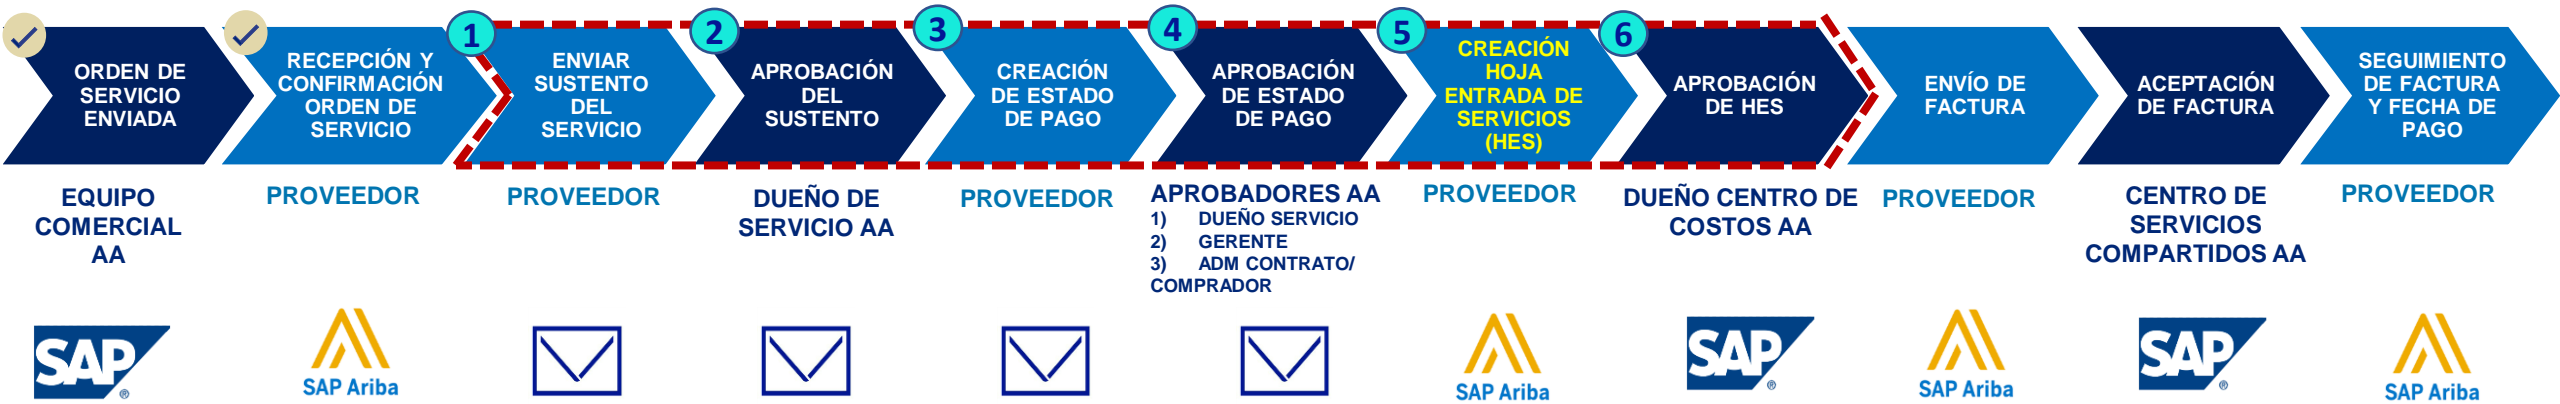 ORDEN DE
SERVICIO
ENVIADA
EQUIPO
COMERCIAL
AA
SAP
®
RECEPCIÓN Y
CONFIRMACIÓN
ORDEN DE
SERVICIO
PROVEEDOR
SAP Ariba
1
ENVIAR
SUSTENTO
DEL
SERVICIO
PROVEEDOR
2
APROBACIÓN
DEL
SUSTENTO
DUEÑO DE
SERVICIO AA
3
CREACIÓN
DE ESTADO
DE PAGO
PROVEEDOR
4
APROBACIÓN
DE ESTADO
DE PAGO
APROBADORES AA
1) DUEÑO SERVICIO
2) GERENTE
3) ADM CONTRATO/
COMPRADOR
5
CREACIÓN
HOJA
ENTRADA DE
SERVICIOS
(HES)
PROVEEDOR
SAP Ariba
6
APROBACIÓN
DE HES
DUEÑO CENTRO DE
COSTOS AA
SAP
®
ENVÍO DE
FACTURA
PROVEEDOR
SAP Ariba
ACEPTACIÓN
DE FACTURA
CENTRO DE
SERVICIOS
COMPARTIDOS AA
SAP
®
SEGUIMIENTO
DE FACTURA
Y FECHA DE
PAGO
PROVEEDOR
SAP Ariba